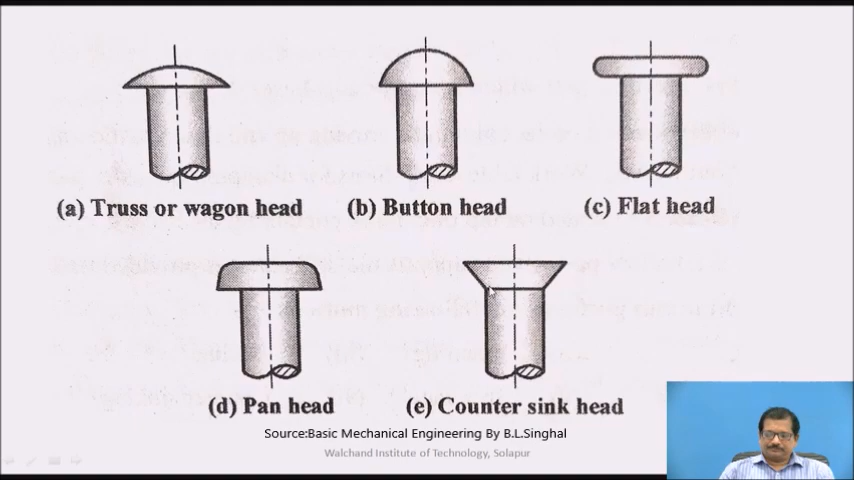 (a) Truss or wagon head
(b) Button head
(c) Flat head
(d) Pan head
(e) Counter sink head
Source:Basic Mechanical Engineering By B.L.Singhal
Walchand Institute of Technology, Solapur